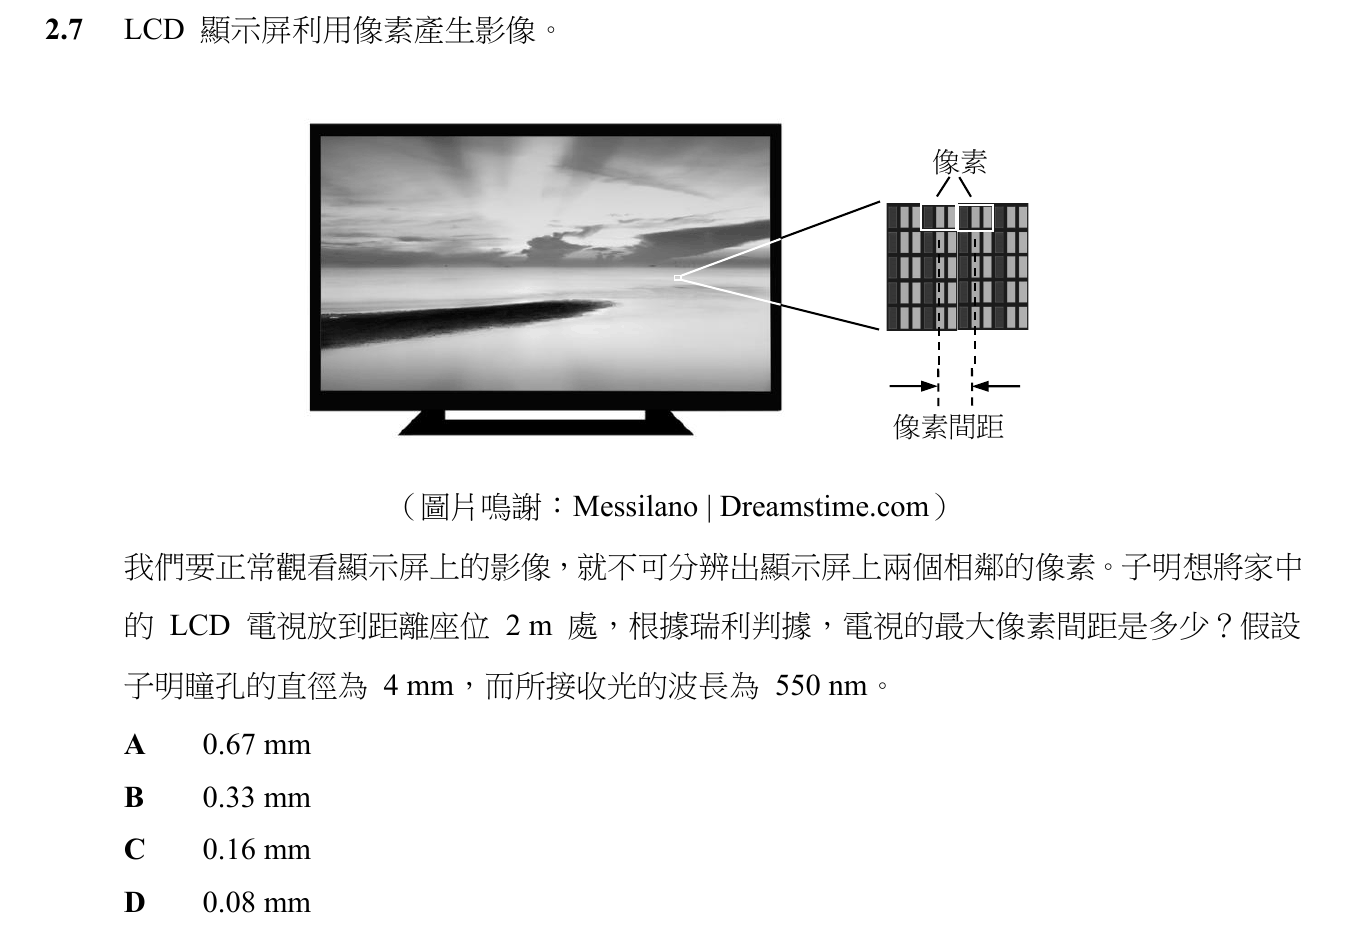 2.7 LCD 顯示屏利用像素產生影像。
像素
像素間距
（圖片鳴謝：Messilano | Dreamstime.com）
我們要正常觀看顯示屏上的影像，就不可分辨出顯示屏上兩個相鄰的像素。子明想將家中
的 LCD 電視放到距離座位 2 m 處，根據瑞利判據，電視的最大像素間距是多少？假設
子明瞳孔的直徑為 4 mm，而所接收光的波長為 550 nm。
A 0.67 mm
B 0.33 mm
C 0.16 mm
D 0.08 mm